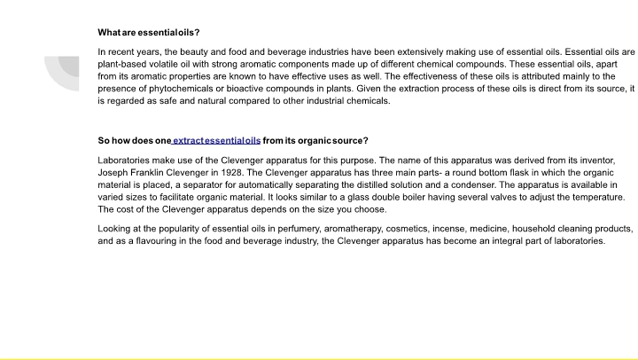 What are essential oils?
In recent years, the beauty and food and beverage industries have been extensively making use of essential oils. Essential oils are
plant-based volatile oil with strong aromatic components made up of different chemical compounds. These essential oils, apart
from its aromatic properties are known to have effective uses as well. The effectiveness of these oils is attributed mainly to the
presence of phytochemicals or bioactive compounds in plants. Given the extraction process of these oils is direct from its source, it
is regarded as safe and natural compared to other industrial chemicals.
So how does one extract essential oils from its organic source?
Laboratories make use of the Clevenger apparatus for this purpose. The name of this apparatus was derived from its inventor,
Joseph Franklin Clevenger in 1928. The Clevenger apparatus has three main parts- a round bottom flask in which the organic
material is placed, a separator for automatically separating the distilled solution and a condenser. The apparatus is available in
varied sizes to facilitate organic material. It looks similar to a glass double boiler having several valves to adjust the temperature.
The cost of the Clevenger apparatus depends on the size you choose.
Looking at the popularity of essential oils in perfumery, aromatherapy, cosmetics, incense, medicine, household cleaning products,
and as a flavouring in the food and beverage industry, the Clevenger apparatus has become an integral part of laboratories.